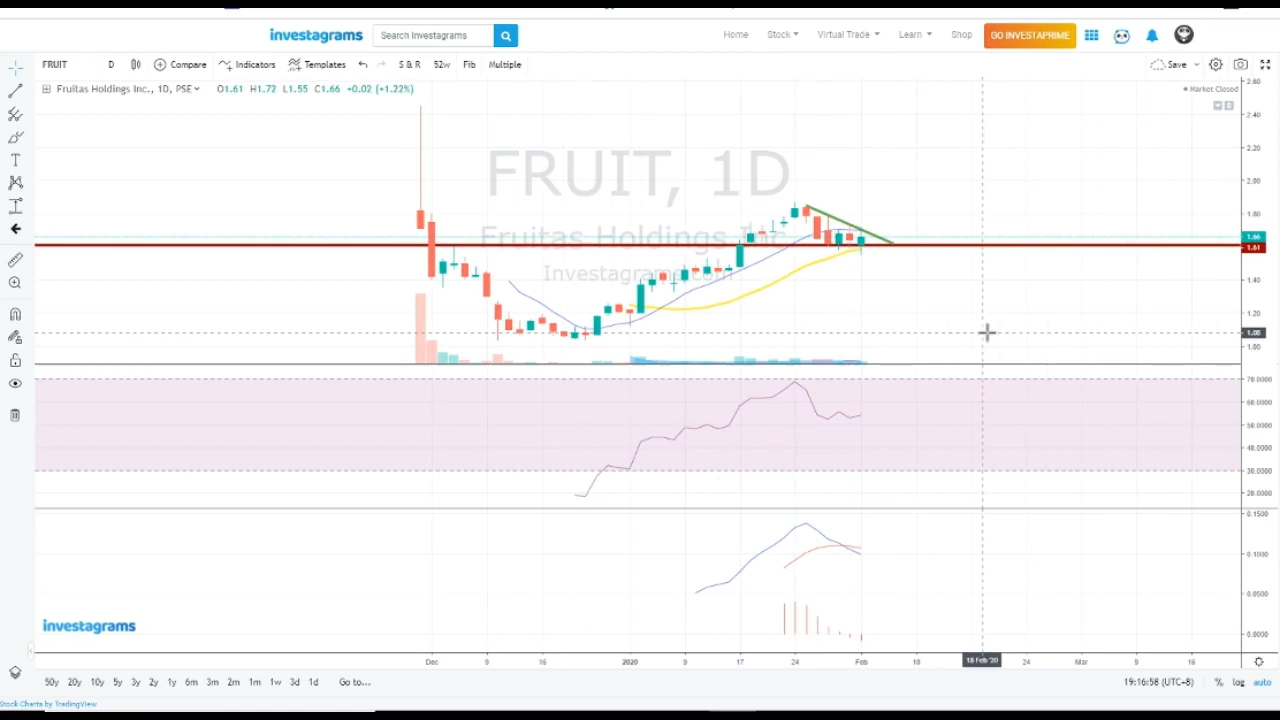 investagrams Search Investagrams Home Stock Virtual Trade Learn Shop GO INVESTAPRIME
FRUIT D Compare Indicators Templates S & R 52w Fib Multiple Save
Fruitas Holdings Inc., 1D, PSE O1.61 H1.72 L1.55 C1.66 +0.02 (+1.22%) Market Closed
FRUIT, 1D
Fruitas Holdings Inc.
Investagrams.com
2.60
2.40
2.20
2.00
1.80
1.66
1.61
1.40
1.20
1.08
1.00
70.0000
60.0000
50.0000
40.0000
30.0000
20.0000
0.1500
0.1000
0.0500
0.0000
investagrams
Dec 9 16 2020 9 17 24 Feb 10 18 Feb '20 24 Mar 9 16
50y 20y 10y 5y 3y 2y 1y 6m 3m 2m 1m 1w 3d 1d Go to... 19:16:58 (UTC-8) % log auto
Stock Charts by TradingView